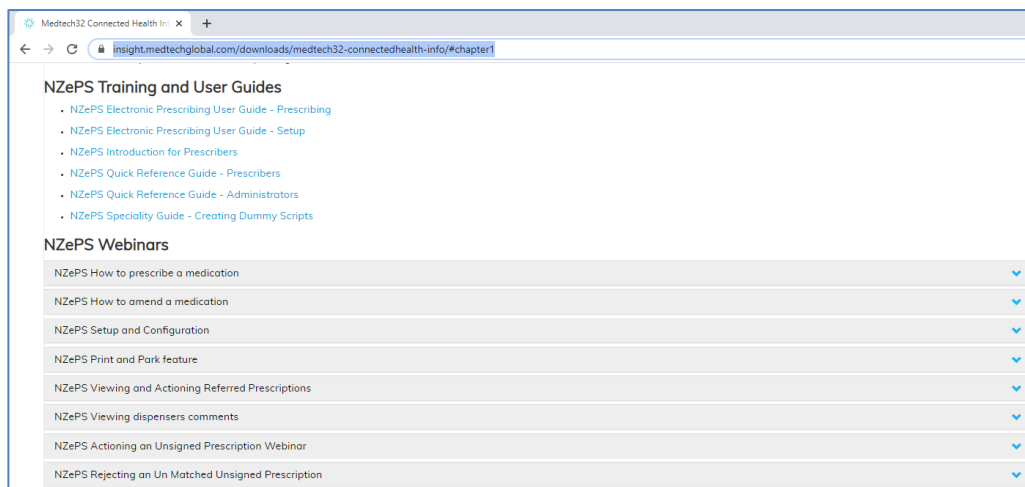 Medtech32 Connected Health In
insight.medtechglobal.com/downloads/medtech32-connectedhealth-info/#chapter1
NZePS Training and User Guides
NZePS Electronic Prescribing User Guide - Prescribing
NZePS Electronic Prescribing User Guide - Setup
NZePS Introduction for Prescribers
NZePS Quick Reference Guide - Prescribers
NZePS Quick Reference Guide - Administrators
NZePS Speciality Guide - Creating Dummy Scripts
NZePS Webinars
NZePS How to prescribe a medication
NZePS How to amend a medication
NZePS Setup and Configuration
NZePS Print and Park feature
NZePS Viewing and Actioning Referred Prescriptions
NZePS Viewing dispensers comments
NZePS Actioning an Unsigned Prescription Webinar
NZePS Rejecting an Un Matched Unsigned Prescription